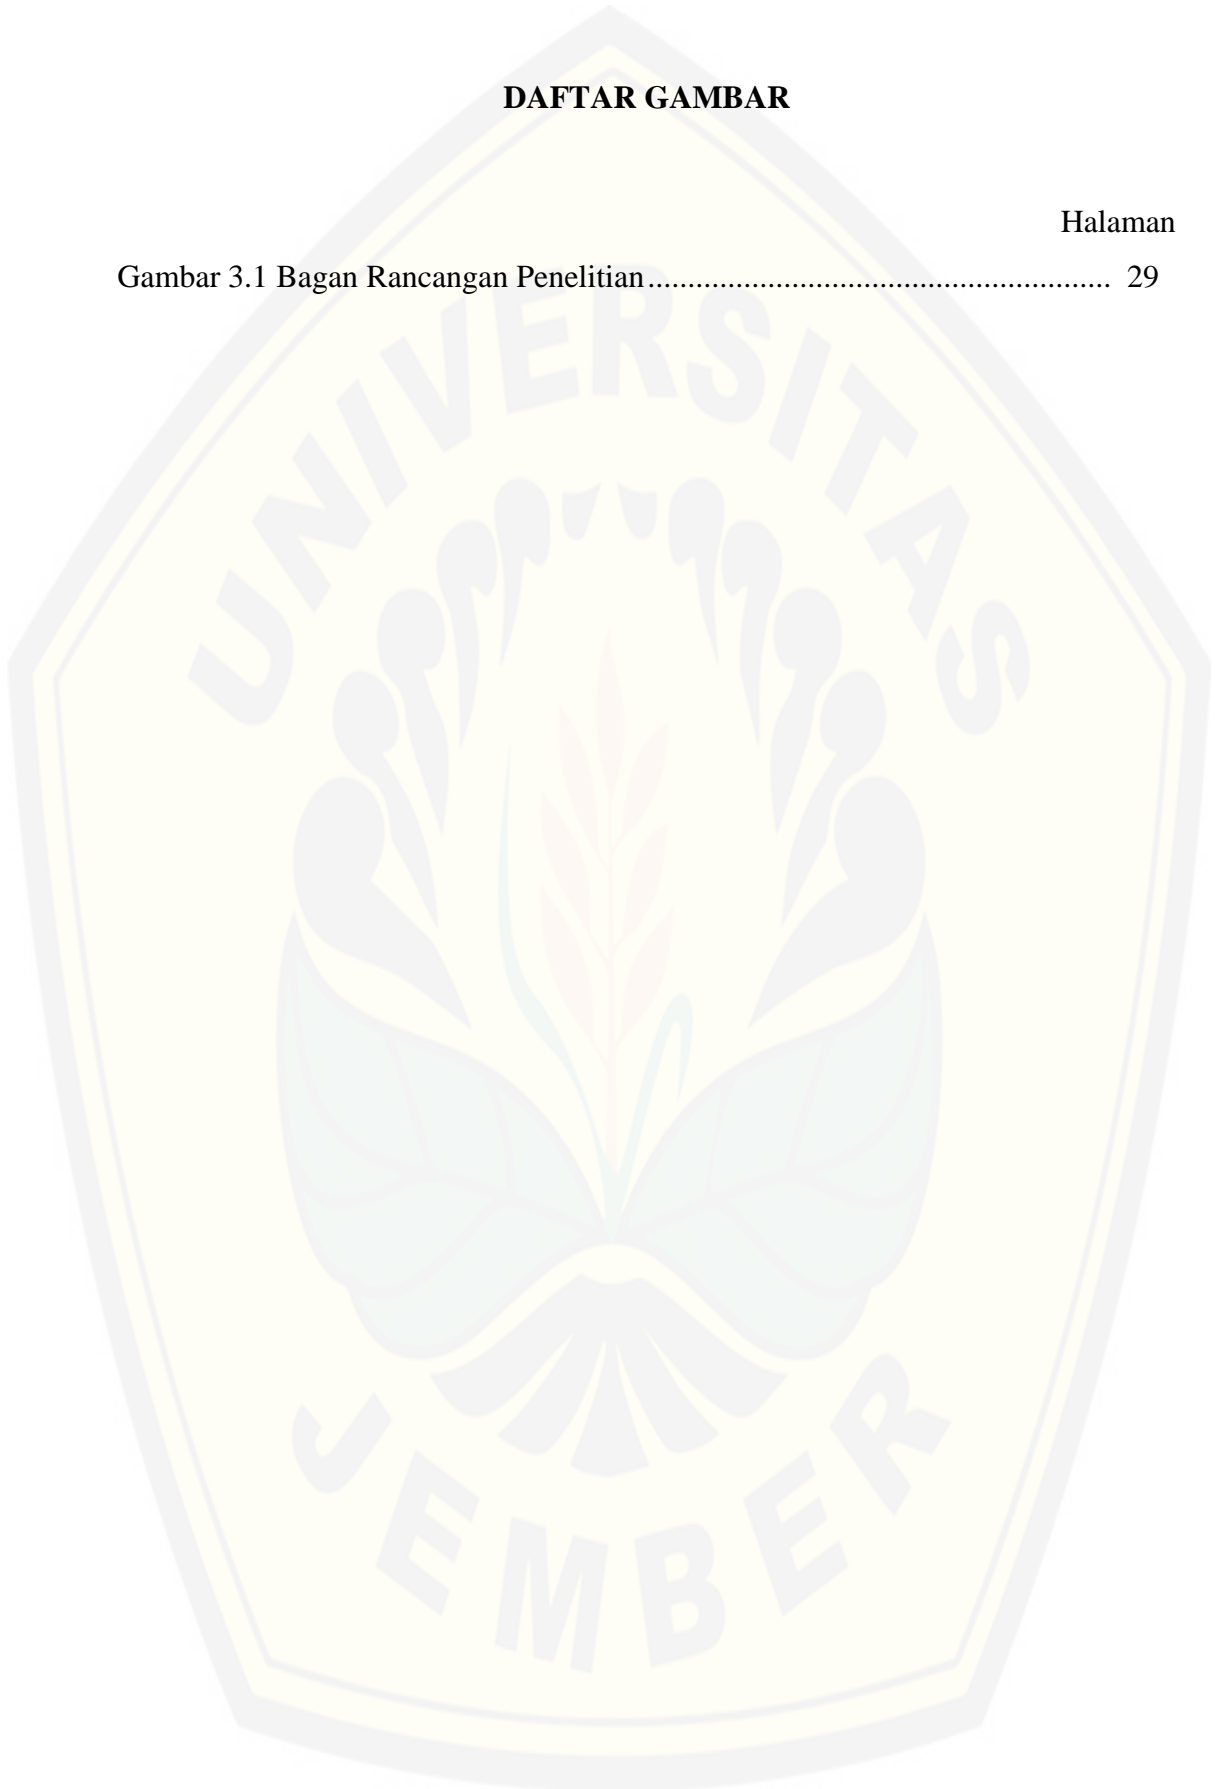 DAFTAR GAMBAR
Halaman
Gambar 3.1 Bagan Rancangan Penelitian.......................................................... 29
UNIVERSITAS
JEMBER